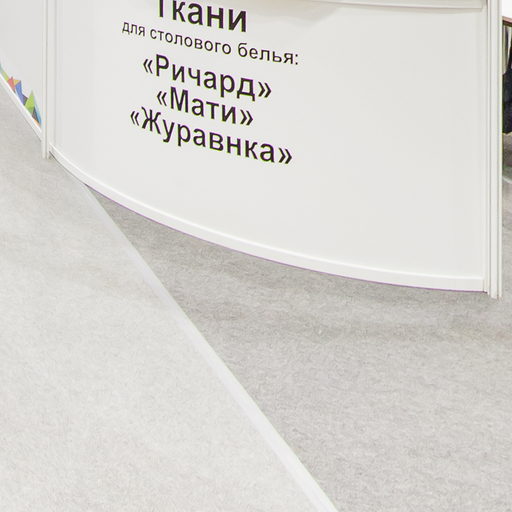 Ткани
для столового белья:
«Ричард»
«Мати»
«Журавнка»